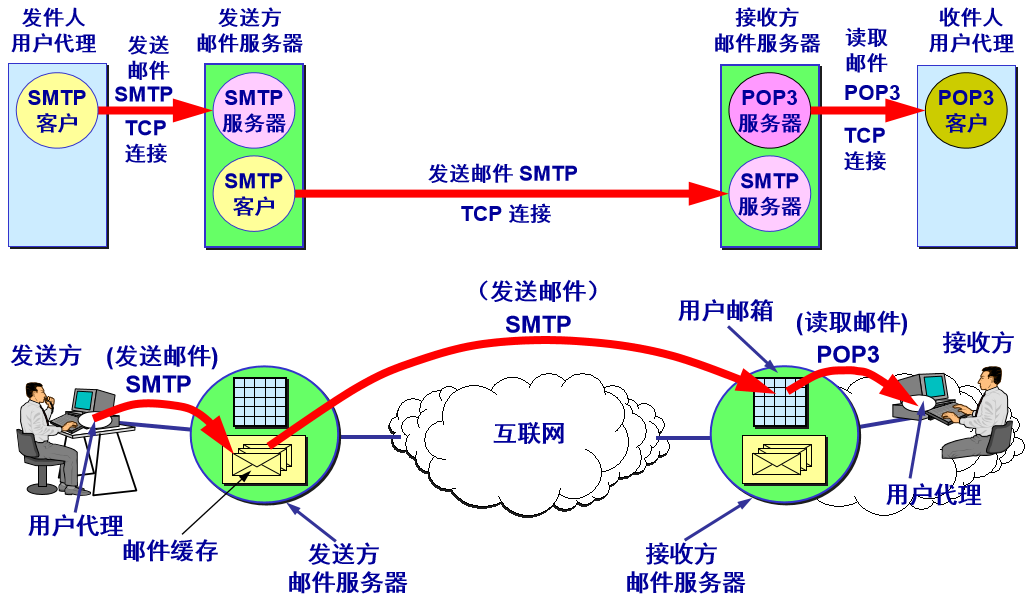 发件人
用户代理
发送
邮件
SMTP
TCP
连接
SMTP
客户
发送方
邮件服务器
SMTP
服务器
SMTP
客户
发送邮件 SMTP
TCP 连接
接收方
邮件服务器
POP3
服务器
SMTP
服务器
读取
邮件
POP3
TCP
连接
收件人
用户代理
POP3
客户
（发送邮件）
SMTP
用户邮箱
(读取邮件)
POP3
接收方
发送方
(发送邮件)
SMTP
互联网
用户代理
邮件缓存
发送方
邮件服务器
接收方
邮件服务器
用户代理